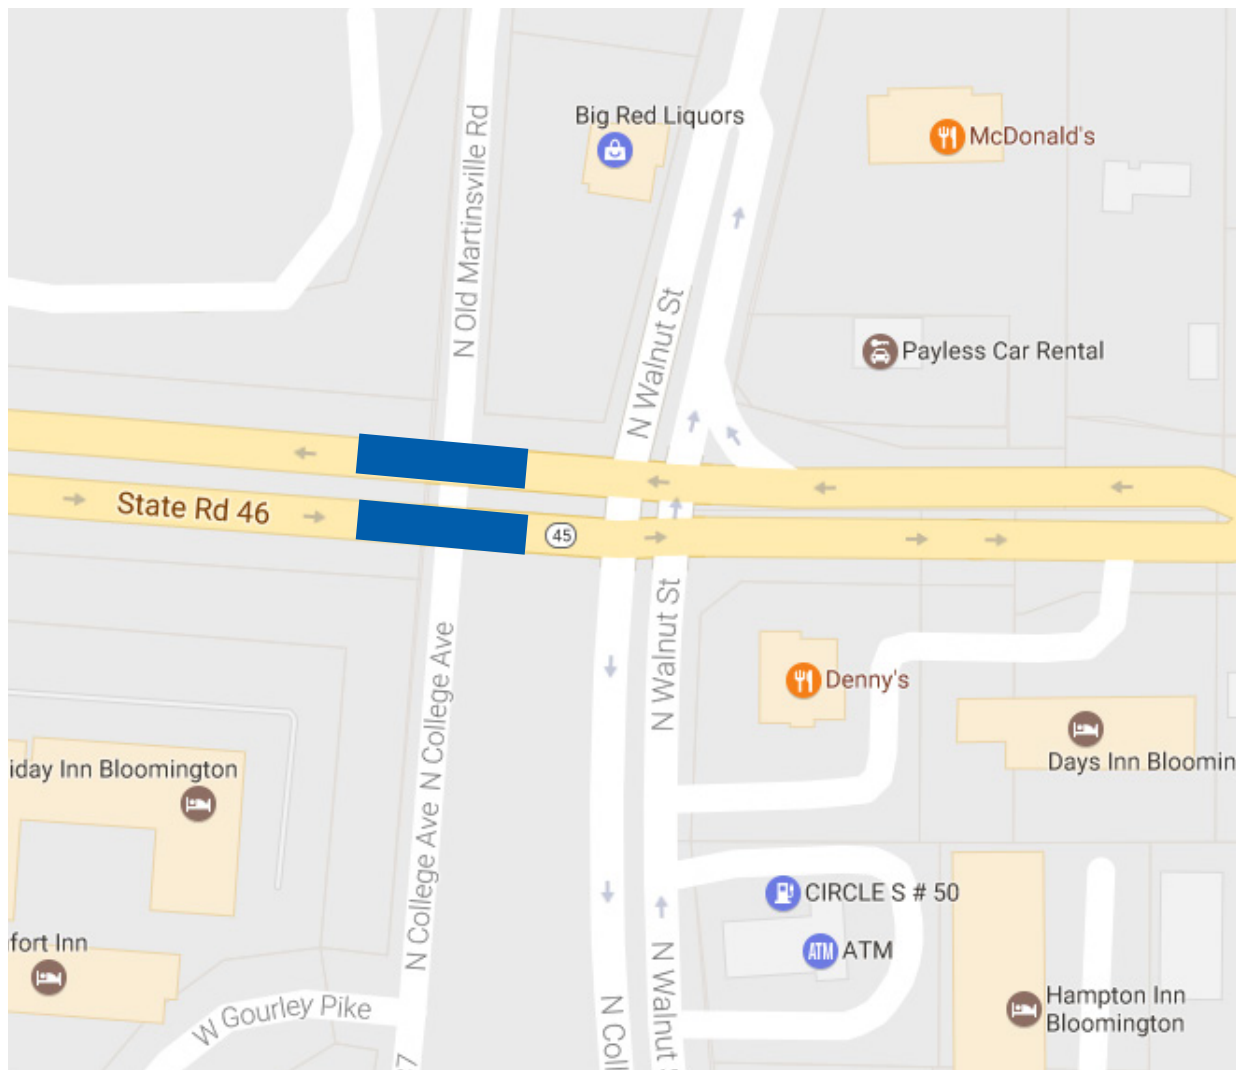 Big Red Liquors
McDonald's
N Old Martinsville Rd
N Walnut St
Payless Car Rental
State Rd 46
45
N Walnut St
N College Ave N College Ave
Denny's
iday Inn Bloomington
Days Inn Bloomin
CIRCLE S # 50
ATM ATM
fort Inn
W Gourley Pike
N Coll
N Walnut S
Hampton Inn
Bloomington
7